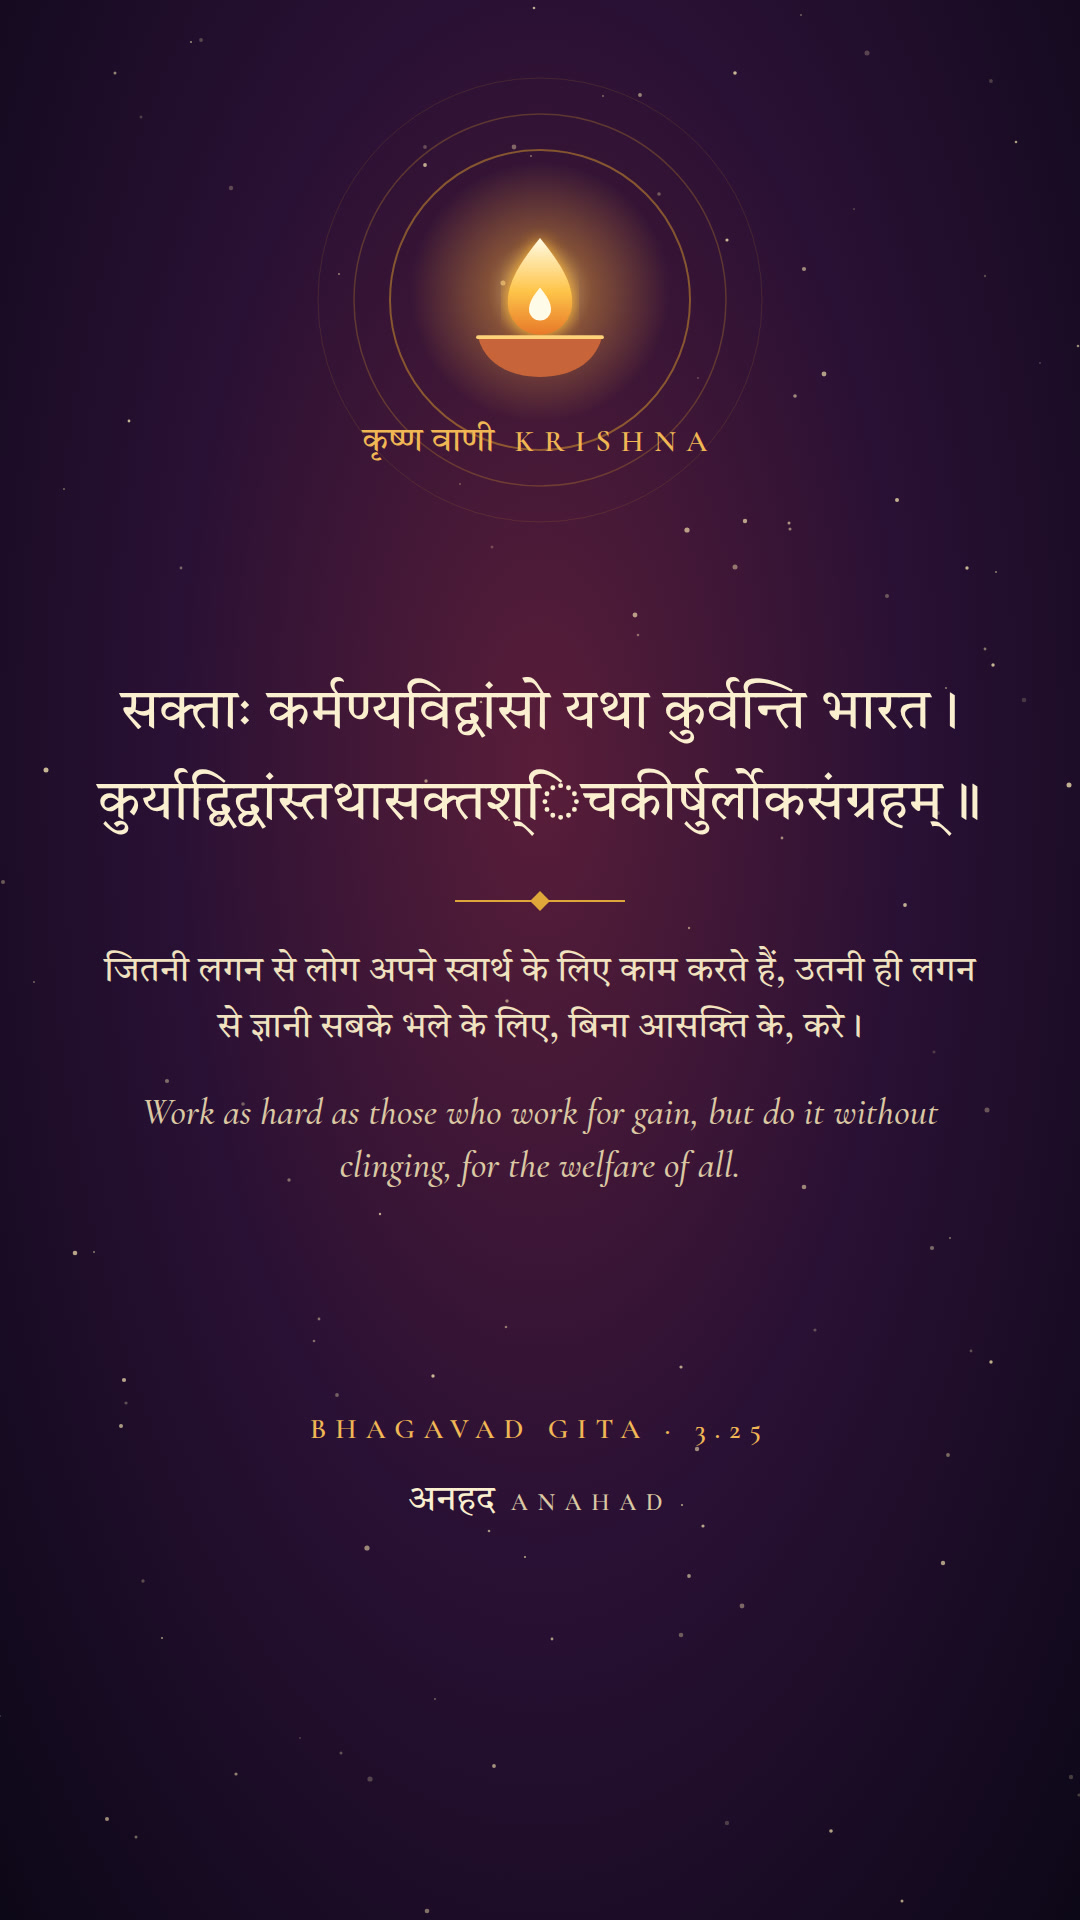 कृष्ण वाणी KRISHNA
सक्ताः कर्मण्यविद्वांसो यथा कुर्वन्ति भारत।
कुर्याद्विद्वांस्तथासक्तश्िचकीर्षुर्लोकसंग्रहम्॥
जितनी लगन से लोग अपने स्वार्थ के लिए काम करते हैं, उतनी ही लगन
से ज्ञानी सबके भले के लिए, बिना आसक्ति के, करे।
Work as hard as those who work for gain, but do it without
clinging, for the welfare of all.
BHAGAVAD GITA · 3.25
अनहद ANAHAD